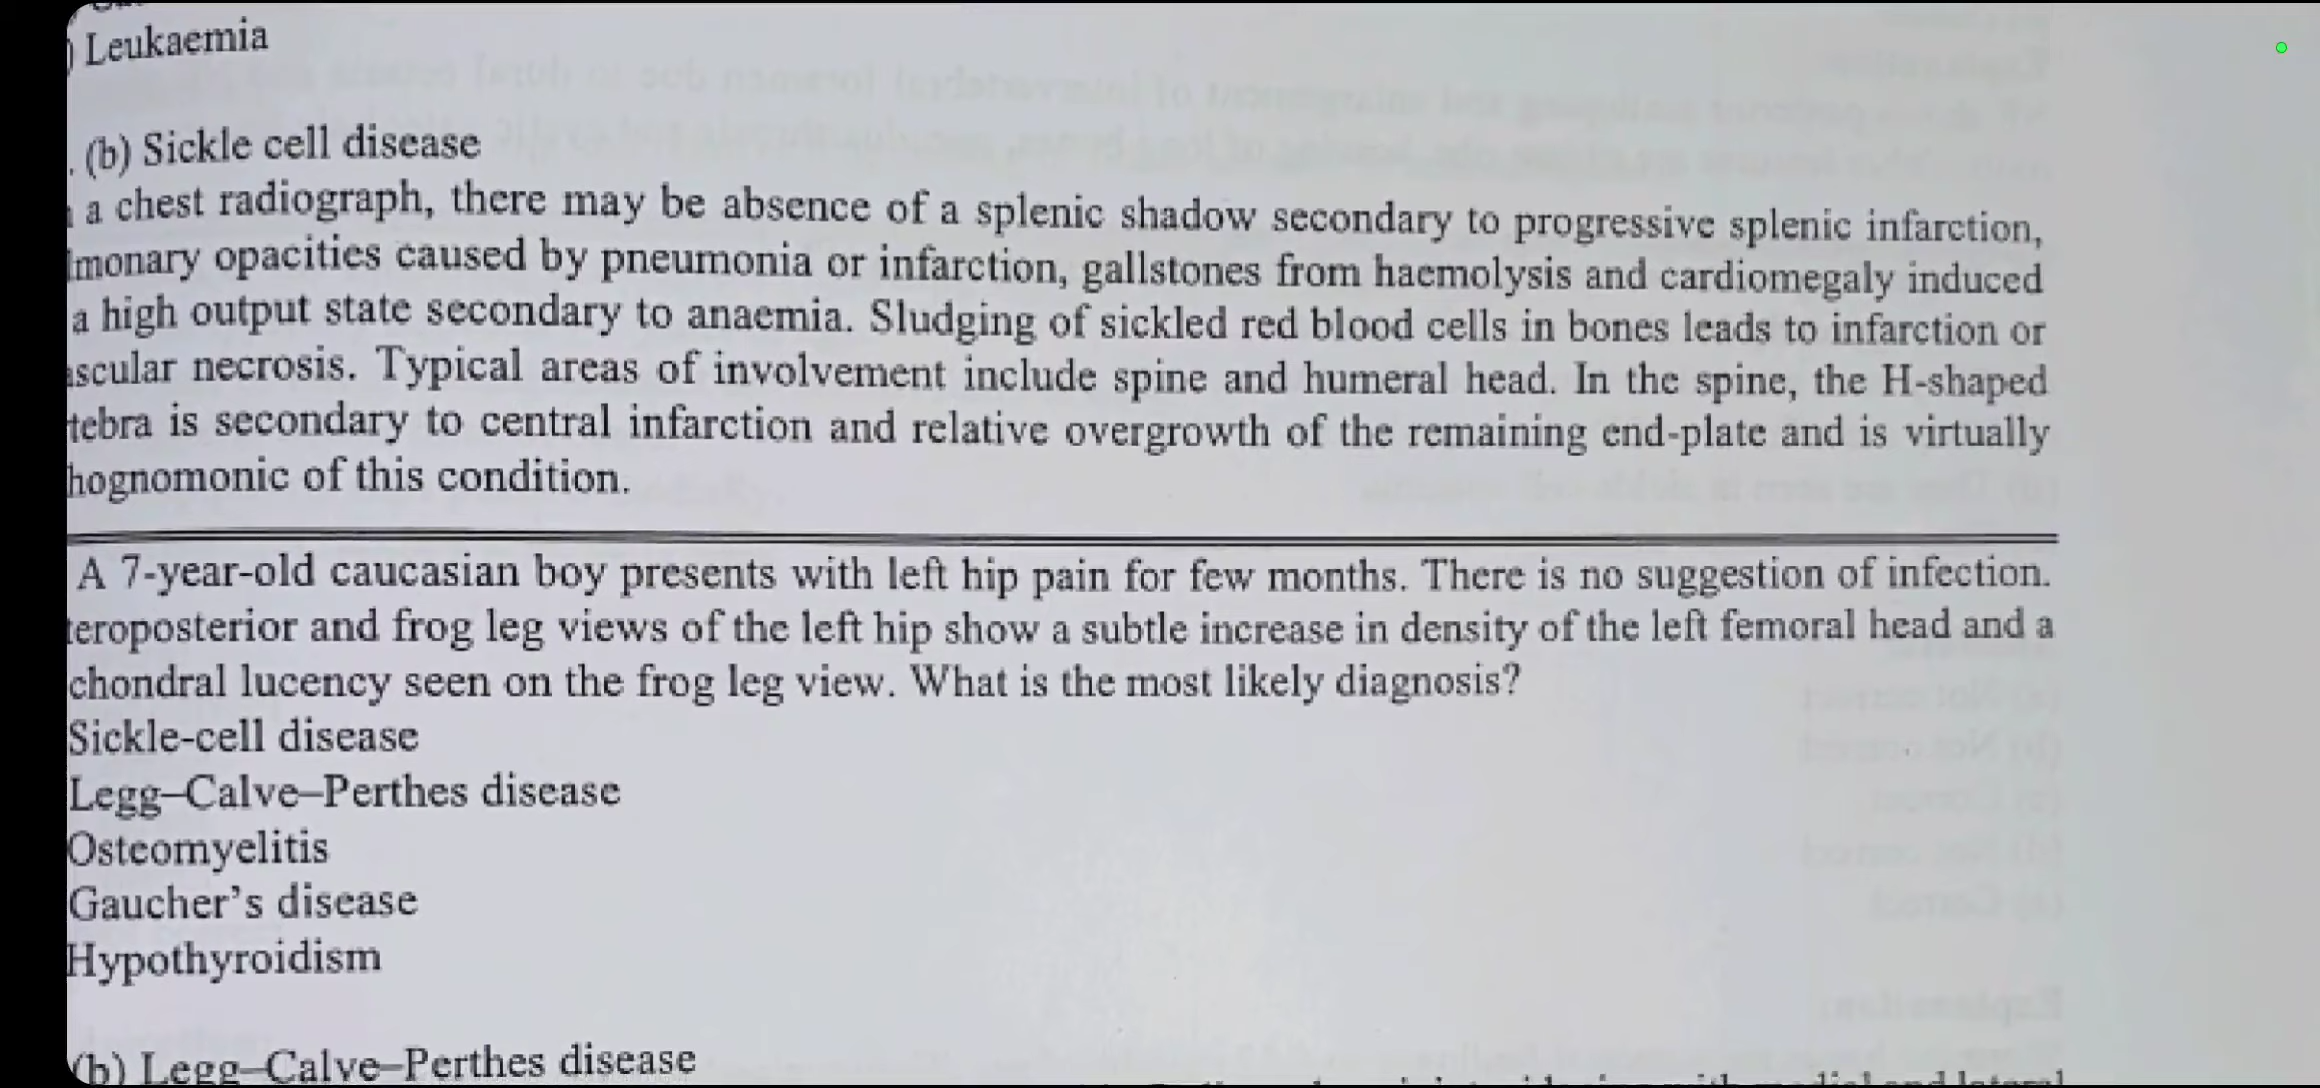 ) Leukaemia
. (b) Sickle cell disease
a chest radiograph, there may be absence of a splenic shadow secondary to progressive splenic infarction,
lmonary opacities caused by pneumonia or infarction, gallstones from haemolysis and cardiomegaly induced
a high output state secondary to anaemia. Sludging of sickled red blood cells in bones leads to infarction or
ascular necrosis. Typical areas of involvement include spine and humeral head. In the spine, the H-shaped
tebra is secondary to central infarction and relative overgrowth of the remaining end-plate and is virtually
hognomonic of this condition.
A 7-year-old caucasian boy presents with left hip pain for few months. There is no suggestion of infection.
teroposterior and frog leg views of the left hip show a subtle increase in density of the left femoral head and a
chondral lucency seen on the frog leg view. What is the most likely diagnosis?
Sickle-cell disease
Legg–Calve–Perthes disease
Osteomyelitis
Gaucher's disease
Hypothyroidism
(b) Legg–Calve–Perthes disease